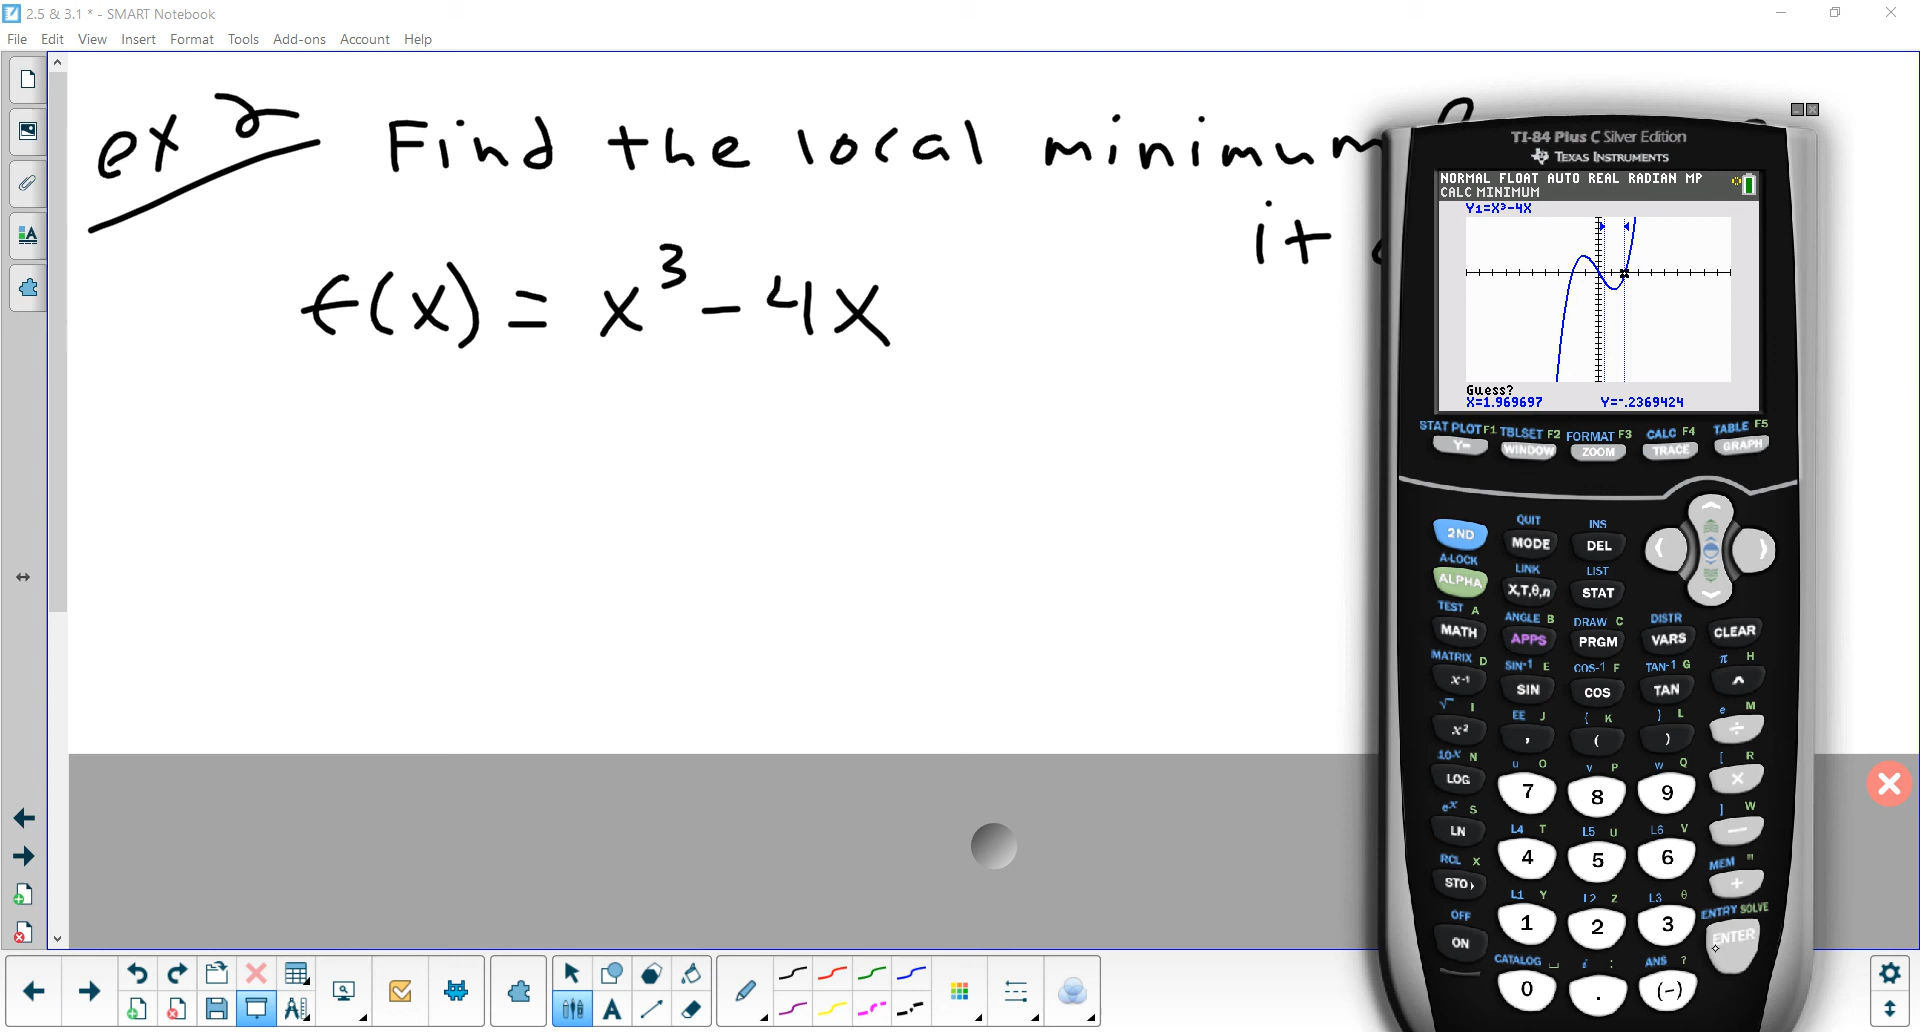 2.5 & 3.1 * - SMART Notebook
File Edit View Insert Format Tools Add-ons Account Help
ex 2 Find the local minimum
it
f(x) = x³ - 4x
TI-84 Plus C Silver Edition
TEXAS INSTRUMENTS
NORMAL FLOAT AUTO REAL RADIAN MP
CALC MINIMUM
Y1=X³-4X
Guess?
X=1.969697 Y=-.2369424
STAT PLOT F1 TBLSET F2 FORMAT F3 CALC F4 TABLE F5
Y= WINDOW ZOOM TRACE GRAPH
QUIT INS
2ND MODE DEL
A-LOCK LINK LIST
ALPHA X,T,θ,n STAT
TEST A ANGLE B DRAW C DISTR
MATH APPS PRGM VARS CLEAR
MATRIX D SIN-1 E COS-1 F TAN-1 G π H
x-1 SIN COS TAN ^
√ I EE J { K } L e M
x² , ( ) ÷
10x N u O v P w Q [ R
LOG 7 8 9 ×
ex S L4 T L5 U L6 V ] W
LN 4 5 6 −
RCL X L1 Y L2 Z L3 θ MEM "
STO› 1 2 3 +
OFF CATALOG ␣ i : ANS ? ENTRY SOLVE
ON 0 . (-) ENTER
A